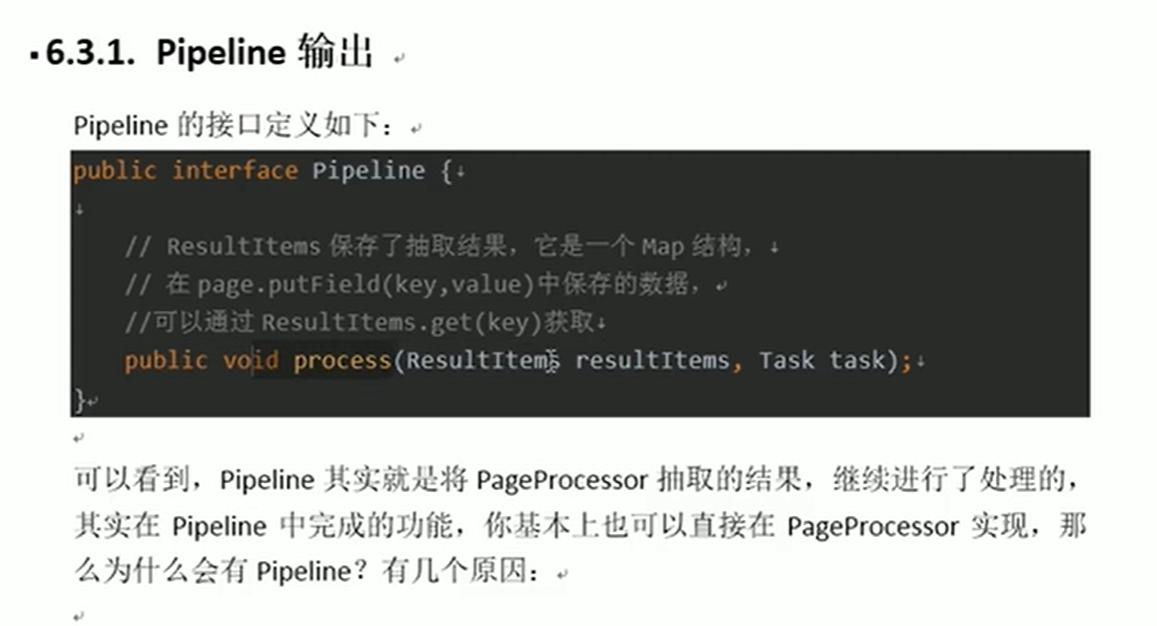 6.3.1. Pipeline 输出
Pipeline 的接口定义如下：
public interface Pipeline {
// ResultItems 保存了抽取结果，它是一个 Map 结构，
// 在 page.putField(key,value)中保存的数据，
//可以通过 ResultItems.get(key)获取
public void process(ResultItems resultItems, Task task);
}
可以看到，Pipeline 其实就是将 PageProcessor 抽取的结果，继续进行了处理的，
其实在 Pipeline 中完成的功能，你基本上也可以直接在 PageProcessor 实现，那
么为什么会有 Pipeline？有几个原因：